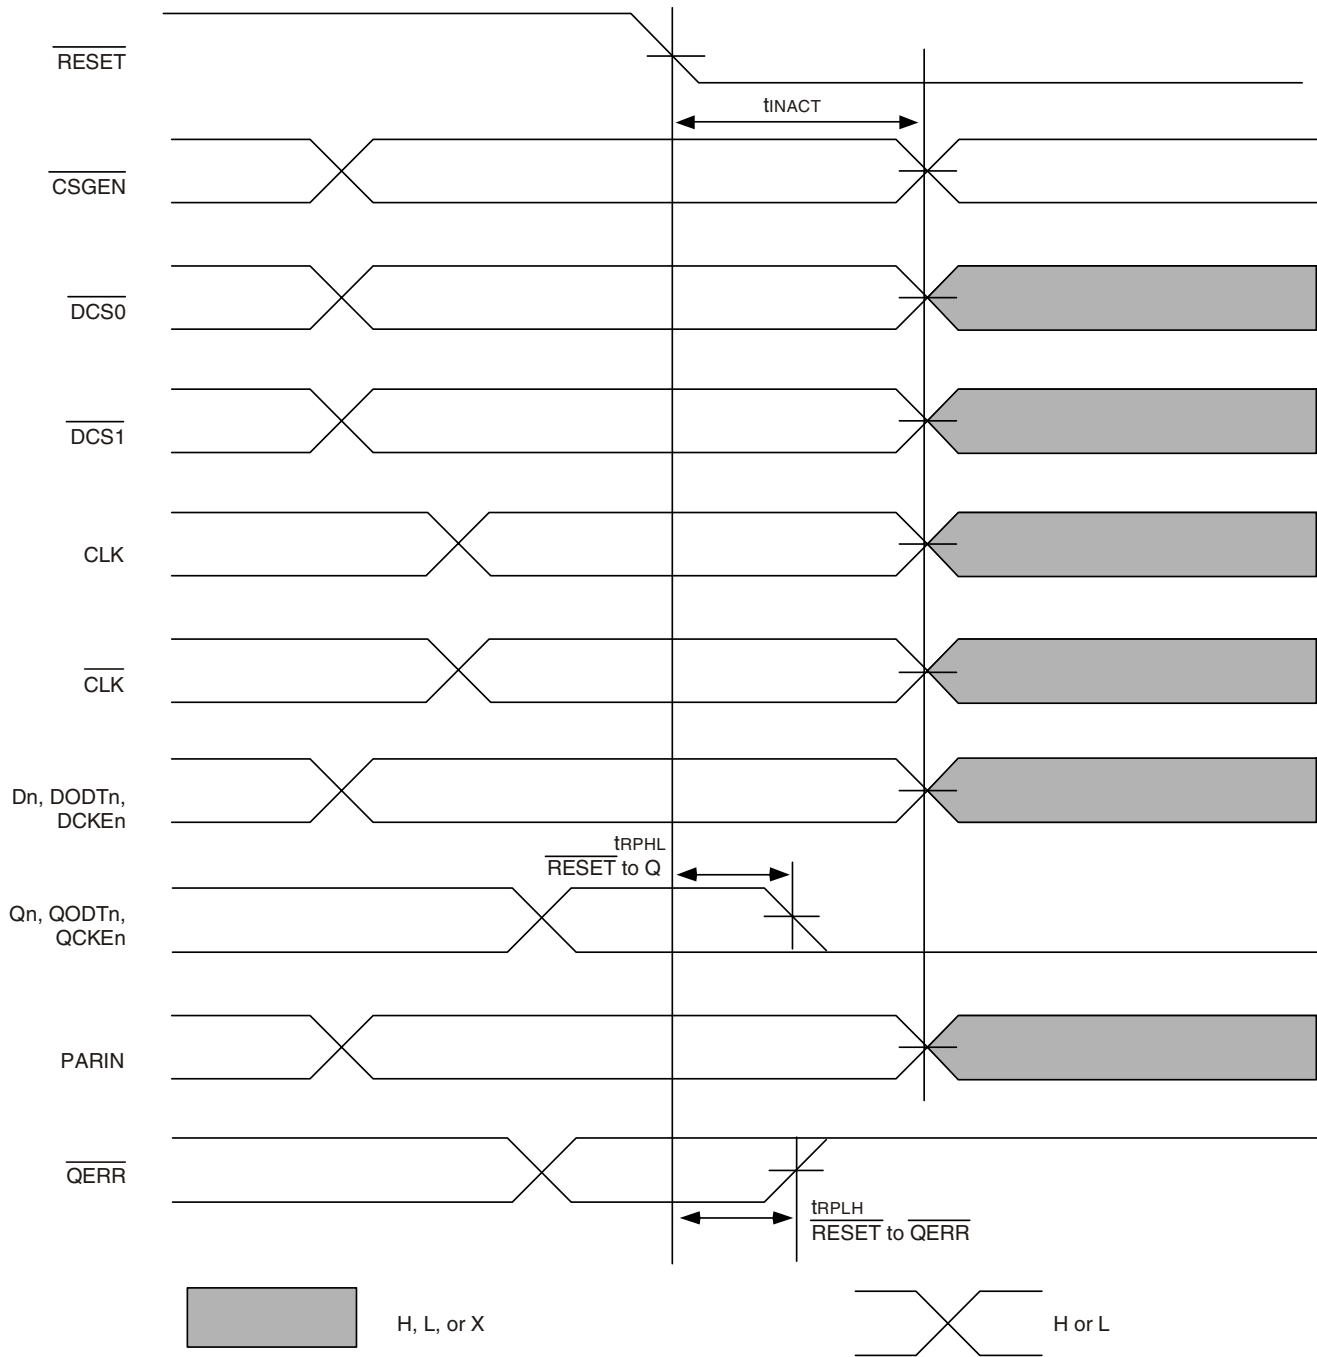 RESET
tINACT
CSGEN
DCS0
DCS1
CLK
CLK
Dn, DODTn,
DCKEn
tRPHL
RESET to Q
Qn, QODTn,
QCKEn
PARIN
QERR
tRPLH
RESET to QERR
H, L, or X
H or L